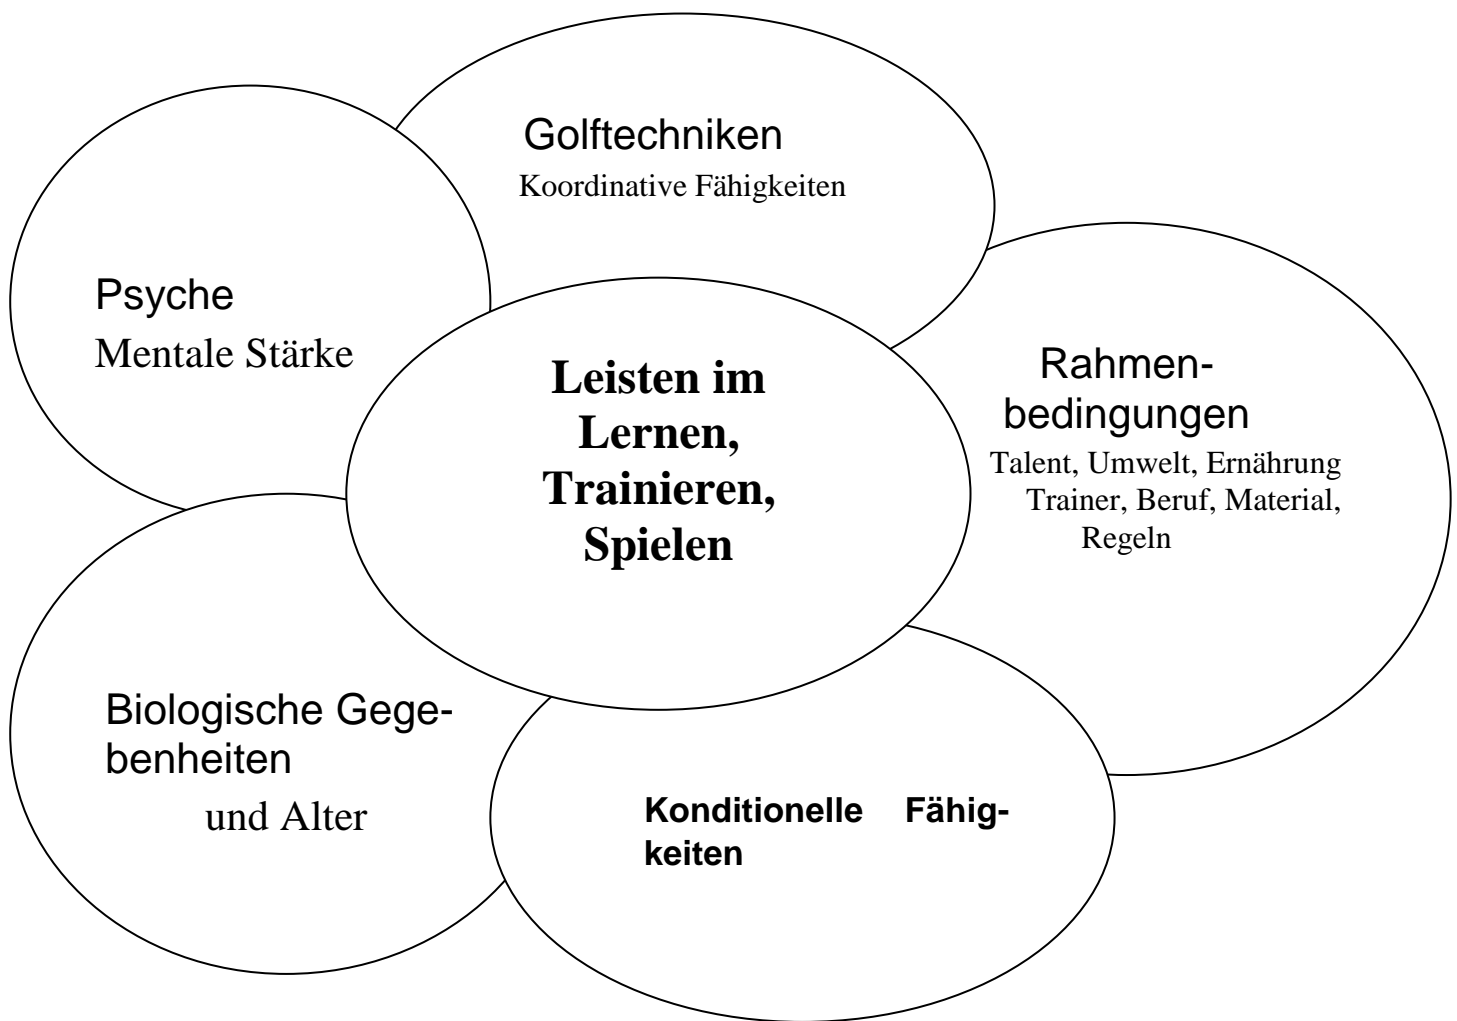 Golftechniken
Koordinative Fähigkeiten
Psyche
Mentale Stärke
Leisten im
Lernen,
Trainieren,
Spielen
Rahmen-
bedingungen
Talent, Umwelt, Ernährung
Trainer, Beruf, Material,
Regeln
Biologische Gege-
benheiten
und Alter
Konditionelle Fähig-
keiten